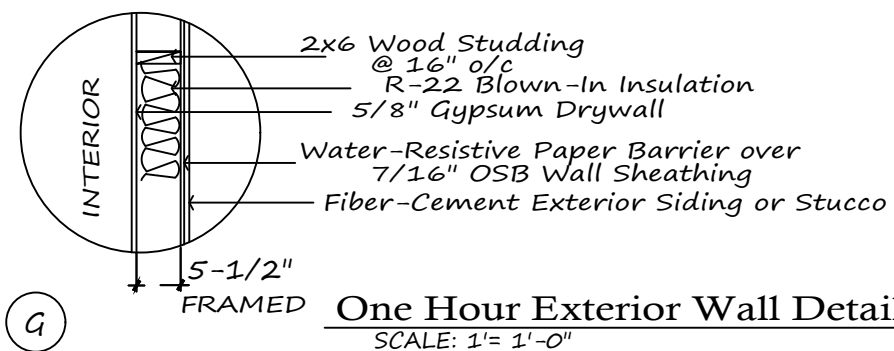 2x6 Wood Studding
@ 16" o/c
R-22 Blown-In Insulation
5/8" Gypsum Drywall
Water-Resistive Paper Barrier over
7/16" OSB Wall Sheathing
Fiber-Cement Exterior Siding or Stucco
INTERIOR
5-1/2"
FRAMED
G
One Hour Exterior Wall Detail
SCALE: 1'= 1'-0"